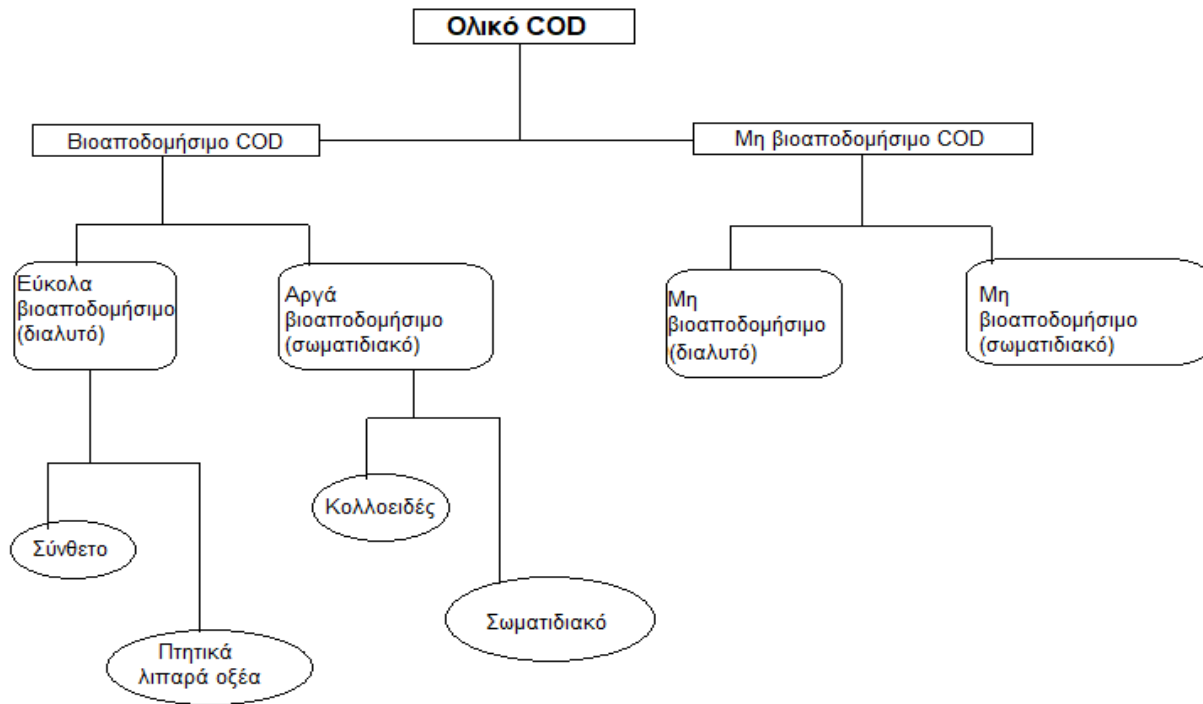 Ολικό COD
Βιοαποδομήσιμο COD
Μη βιοαποδομήσιμο COD
Εύκολα
βιοαποδομήσιμο
(διαλυτό)
Αργά
βιοαποδομήσιμο
(σωματιδιακό)
Μη
βιοαποδομήσιμο
(διαλυτό)
Μη
βιοαποδομήσιμο
(σωματιδιακό)
Σύνθετο
Πτητικά
λιπαρά οξέα
Κολλοειδές
Σωματιδιακό